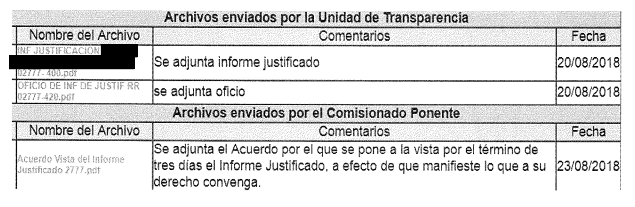 Archivos enviados por la Unidad de Transparencia
Nombre del Archivo Comentarios Fecha
INF JUSTIFICACION
02777-400.pdf Se adjunta informe justificado 20/08/2018
OFICIO DE INF DE JUSTIF RR
02777-420.pdf se adjunta oficio 20/08/2018
Archivos enviados por el Comisionado Ponente
Nombre del Archivo Comentarios Fecha
Acuerdo Vista del Informe
Justificado 2777.pdf
Se adjunta el Acuerdo por el que se pone a la vista por el término de
tres días el Informe Justificado, a efecto de que manifieste lo que a su
derecho convenga.
23/08/2018